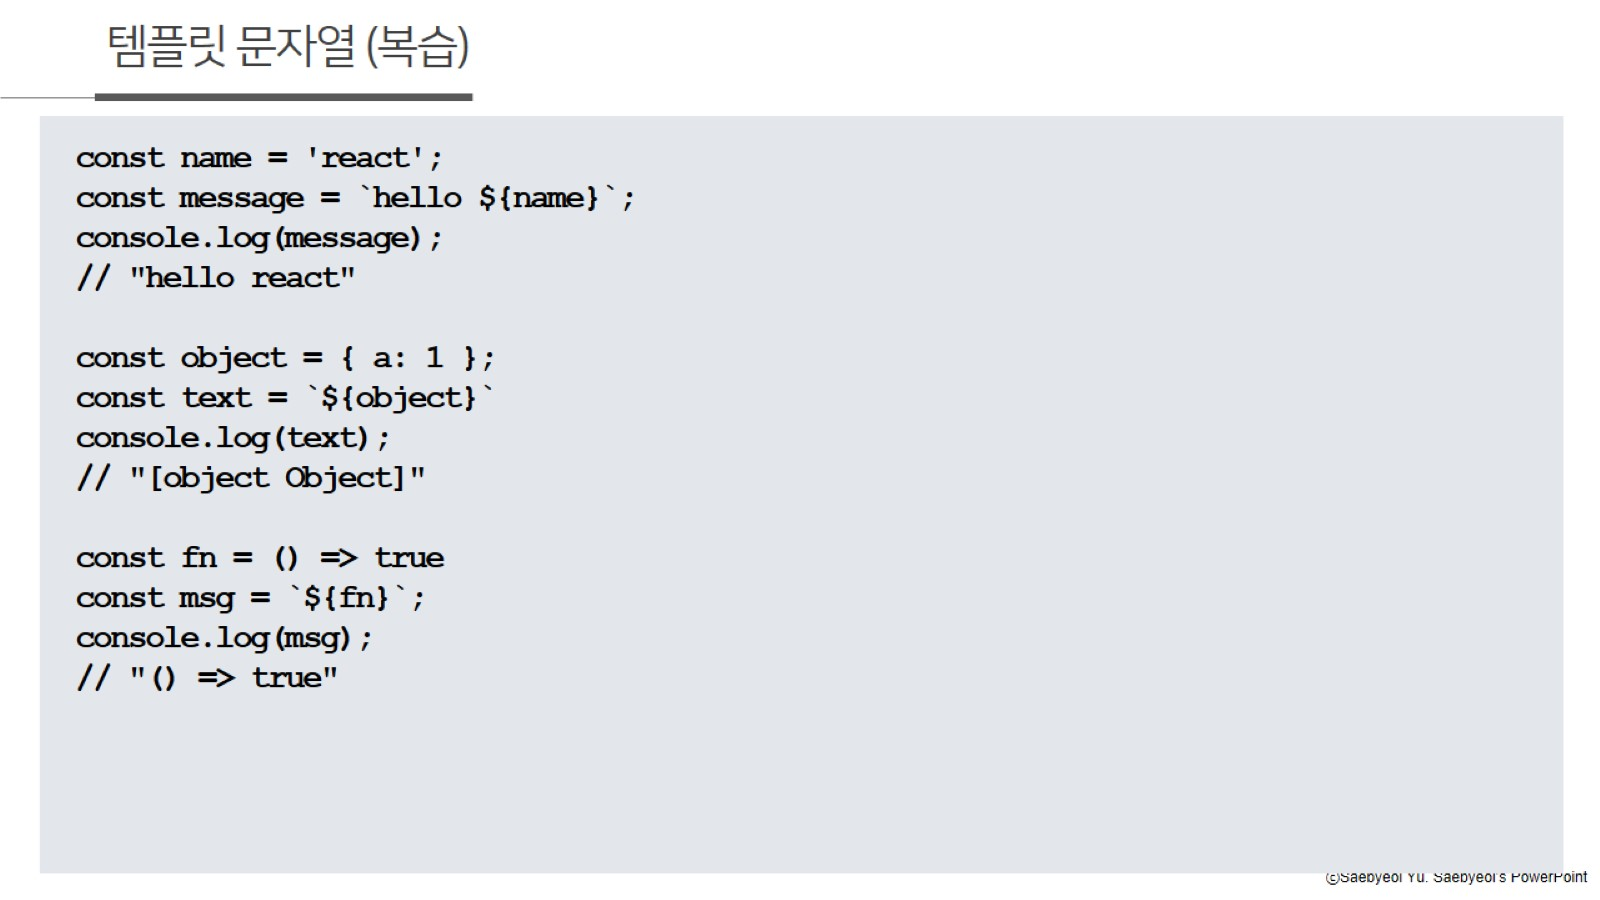 템플릿 문자열 (복습)
const name = 'react';
const message = `hello ${name}`;
console.log(message);
// "hello react"
const object = { a: 1 };
const text = `${object}`
console.log(text);
// "[object Object]"
const fn = () => true
const msg = `${fn}`;
console.log(msg);
// "() => true"
ⓒSaebyeol Yu. Saebyeol's PowerPoint